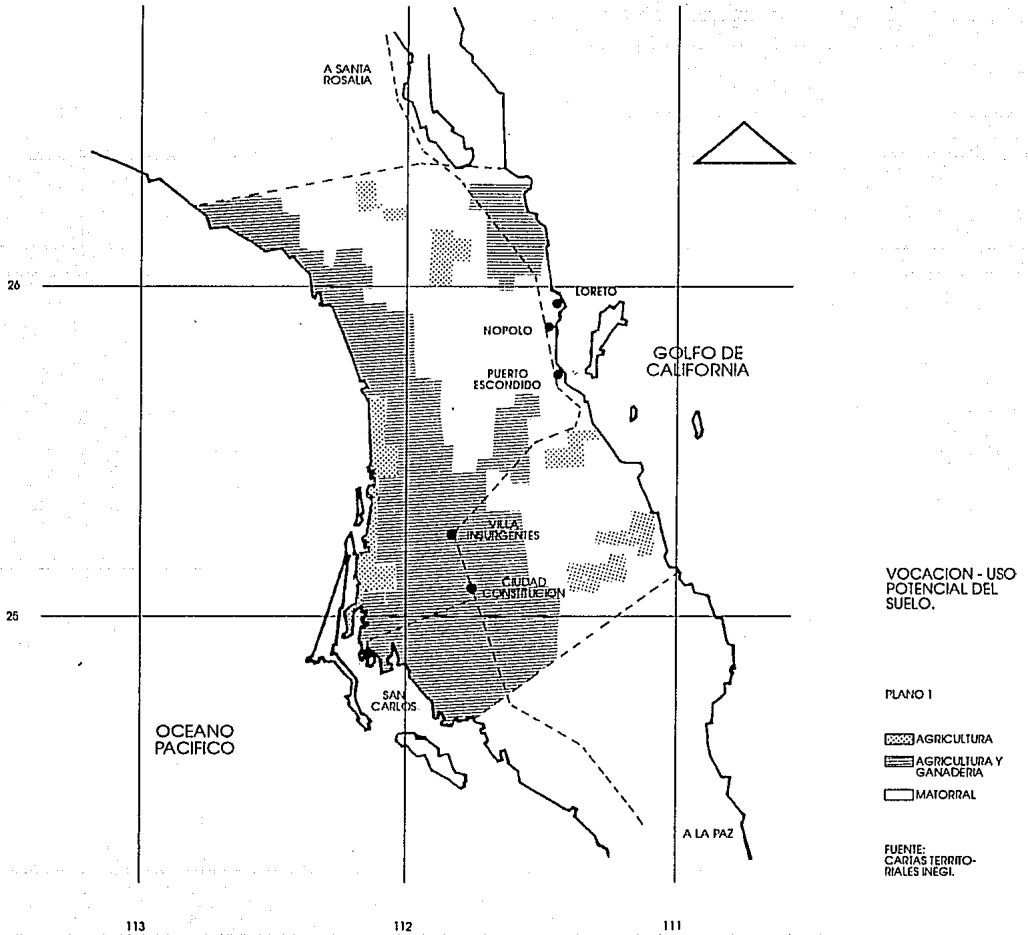 A SANTA
ROSALIA
26
LORETO
NOPOLO
GOLFO DE
CALIFORNIA
PUERTO
ESCONDIDO
VILLA
INSURGENTES
CIUDAD
CONSTITUCION
25
SAN
CARLOS
OCEANO
PACIFICO
A LA PAZ
113
112
111
VOCACION - USO
POTENCIAL DEL
SUELO.
PLANO 1
AGRICULTURA
AGRICULTURA Y
GANADERIA
MATORRAL
FUENTE:
CARTAS TERRITO-
RIALES INEGI.